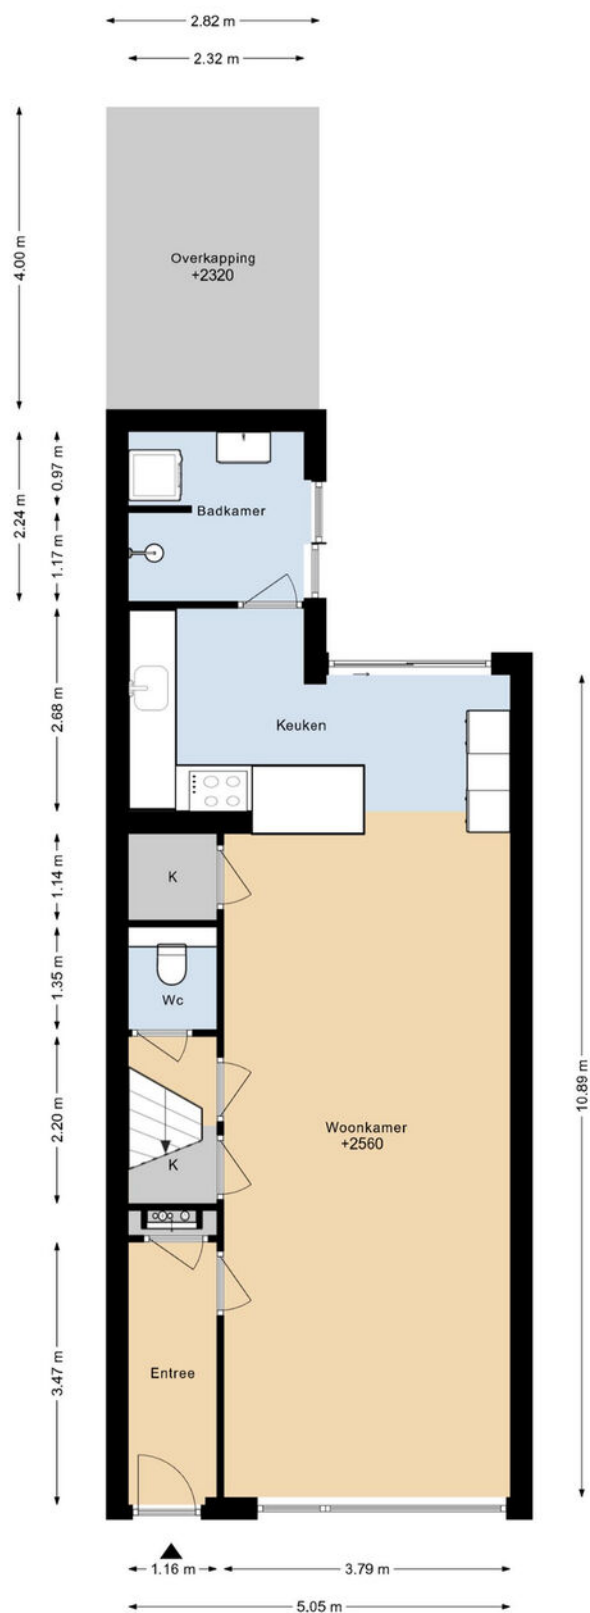 2.82 m
2.32 m
4.00 m
Overkapping
+2320
2.24 m
0.97 m
1.17 m
Badkamer
2.68 m
Keuken
1.14 m
K
1.35 m
Wc
2.20 m
K
Woonkamer
+2560
10.89 m
3.47 m
Entree
1.16 m
3.79 m
5.05 m